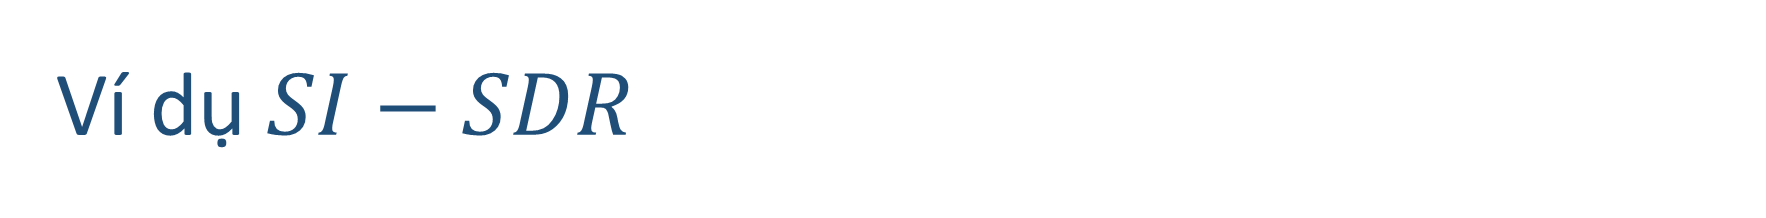 Ví dụ SI − SDR